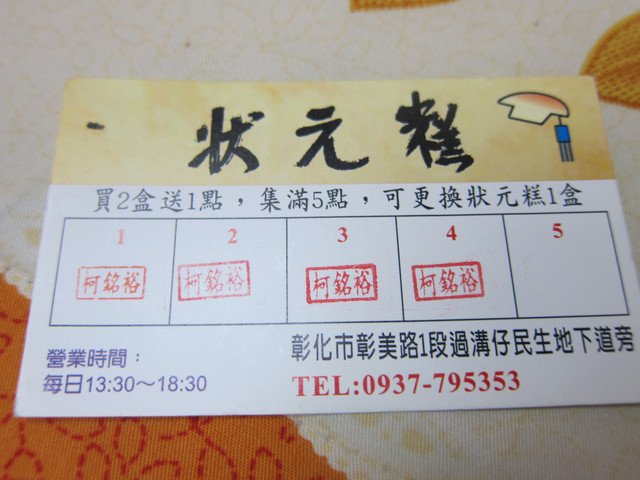 狀元糕
買2盒送1點，集滿5點，可更換狀元糕1盒
1 2 3 4 5
柯銘裕 柯銘裕 柯銘裕 柯銘裕
彰化市彰美路1段過溝仔民生地下道旁
營業時間：
每日13:30～18:30
TEL:0937-795353